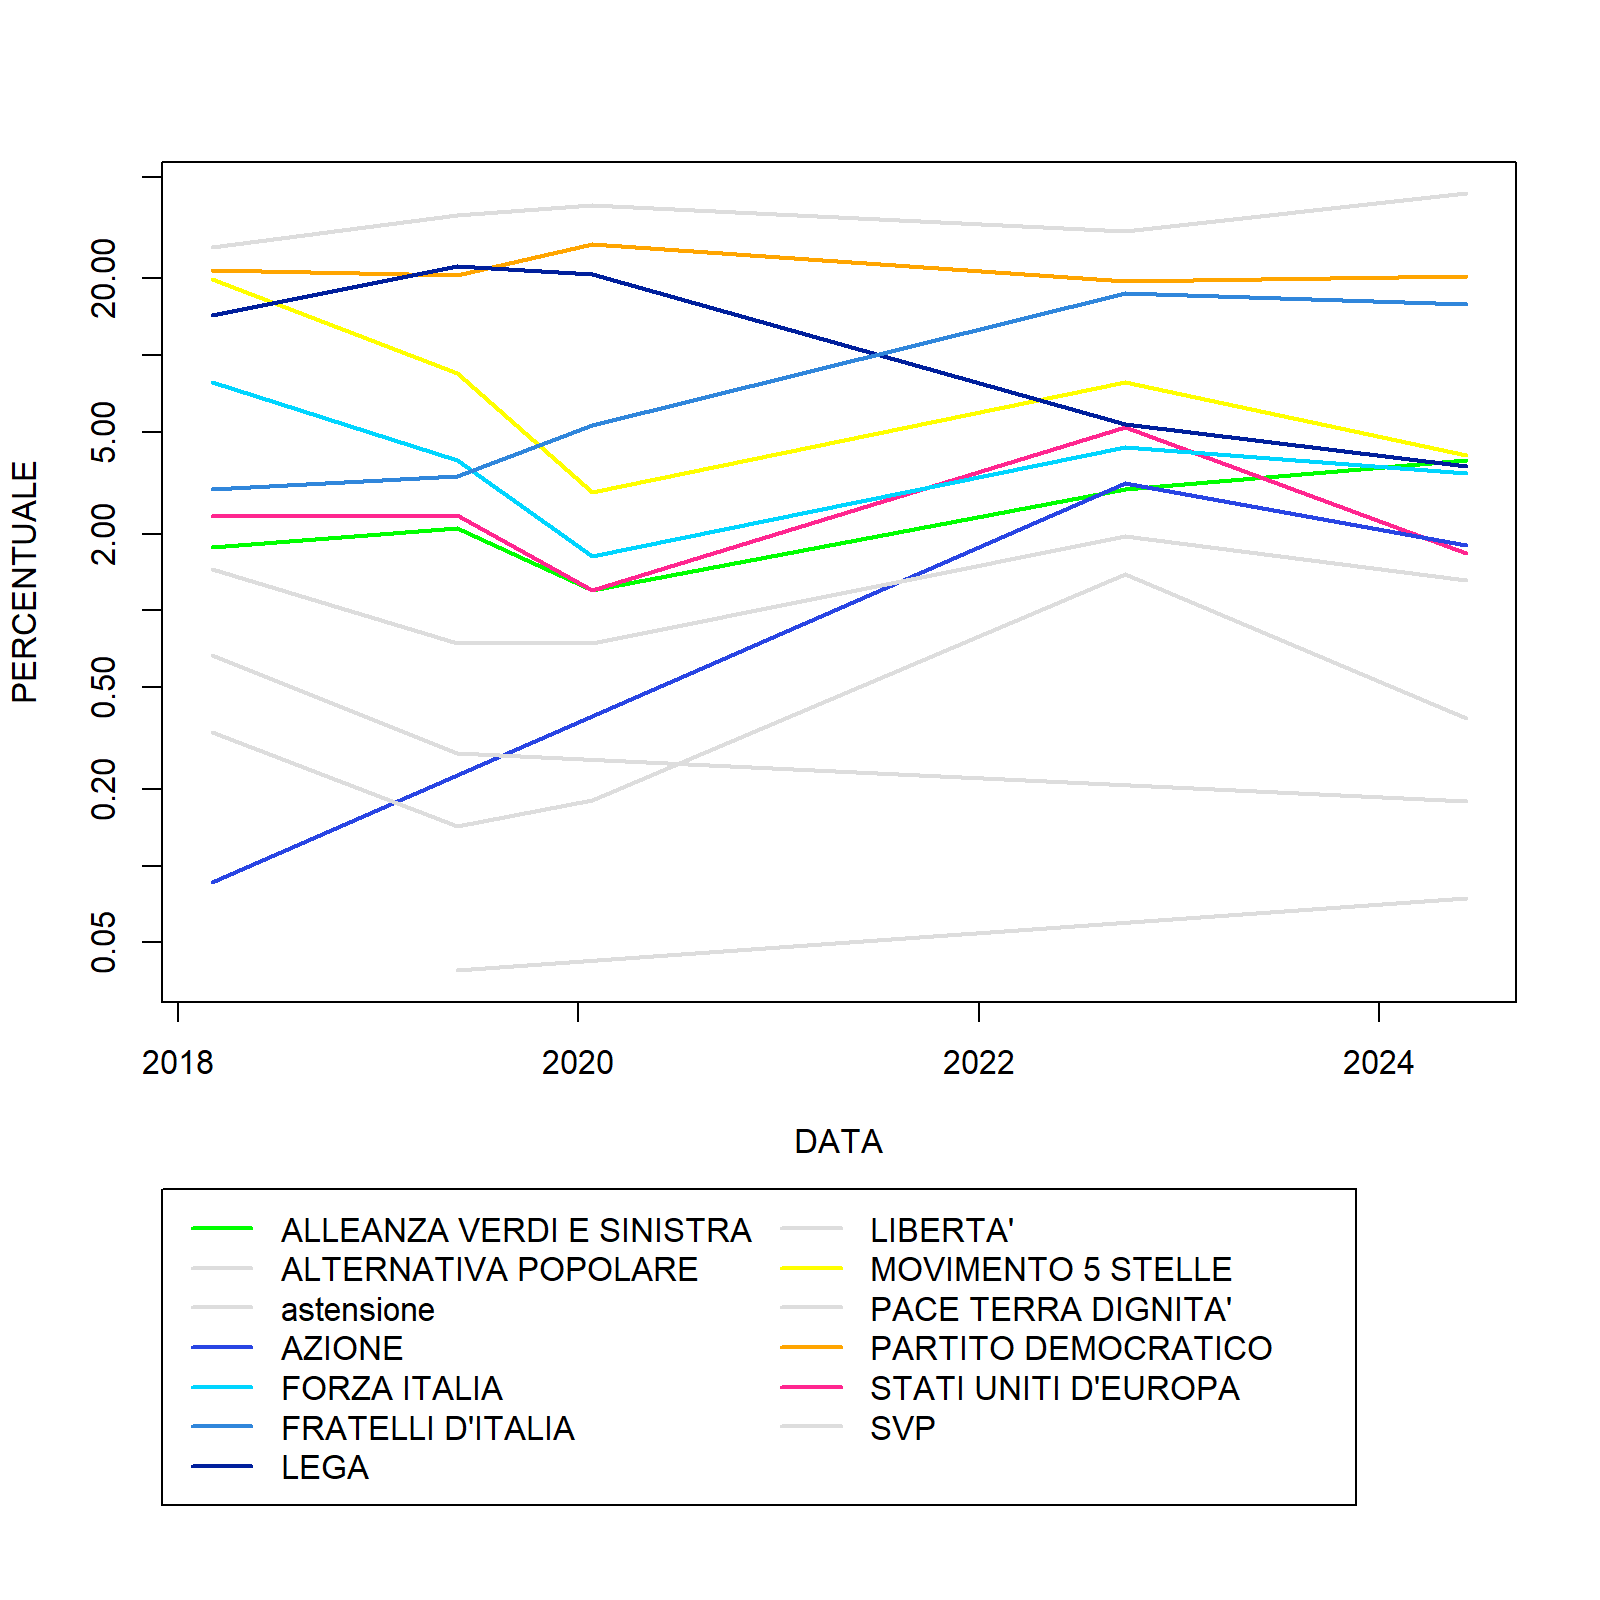 PERCENTUALE
20.00
5.00
2.00
0.50
0.20
0.05
2018 2020 2022 2024
DATA
ALLEANZA VERDI E SINISTRA
ALTERNATIVA POPOLARE
astensione
AZIONE
FORZA ITALIA
FRATELLI D'ITALIA
LEGA
LIBERTA'
MOVIMENTO 5 STELLE
PACE TERRA DIGNITA'
PARTITO DEMOCRATICO
STATI UNITI D'EUROPA
SVP